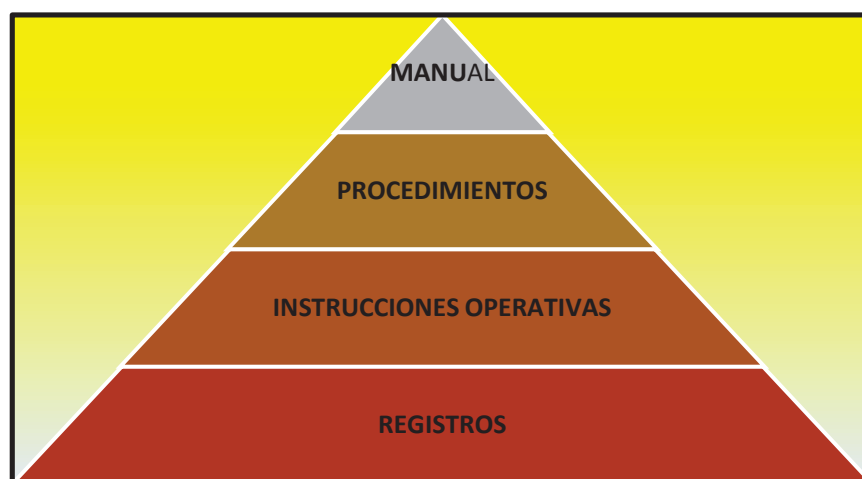 MANUAL
PROCEDIMIENTOS
INSTRUCCIONES OPERATIVAS
REGISTROS